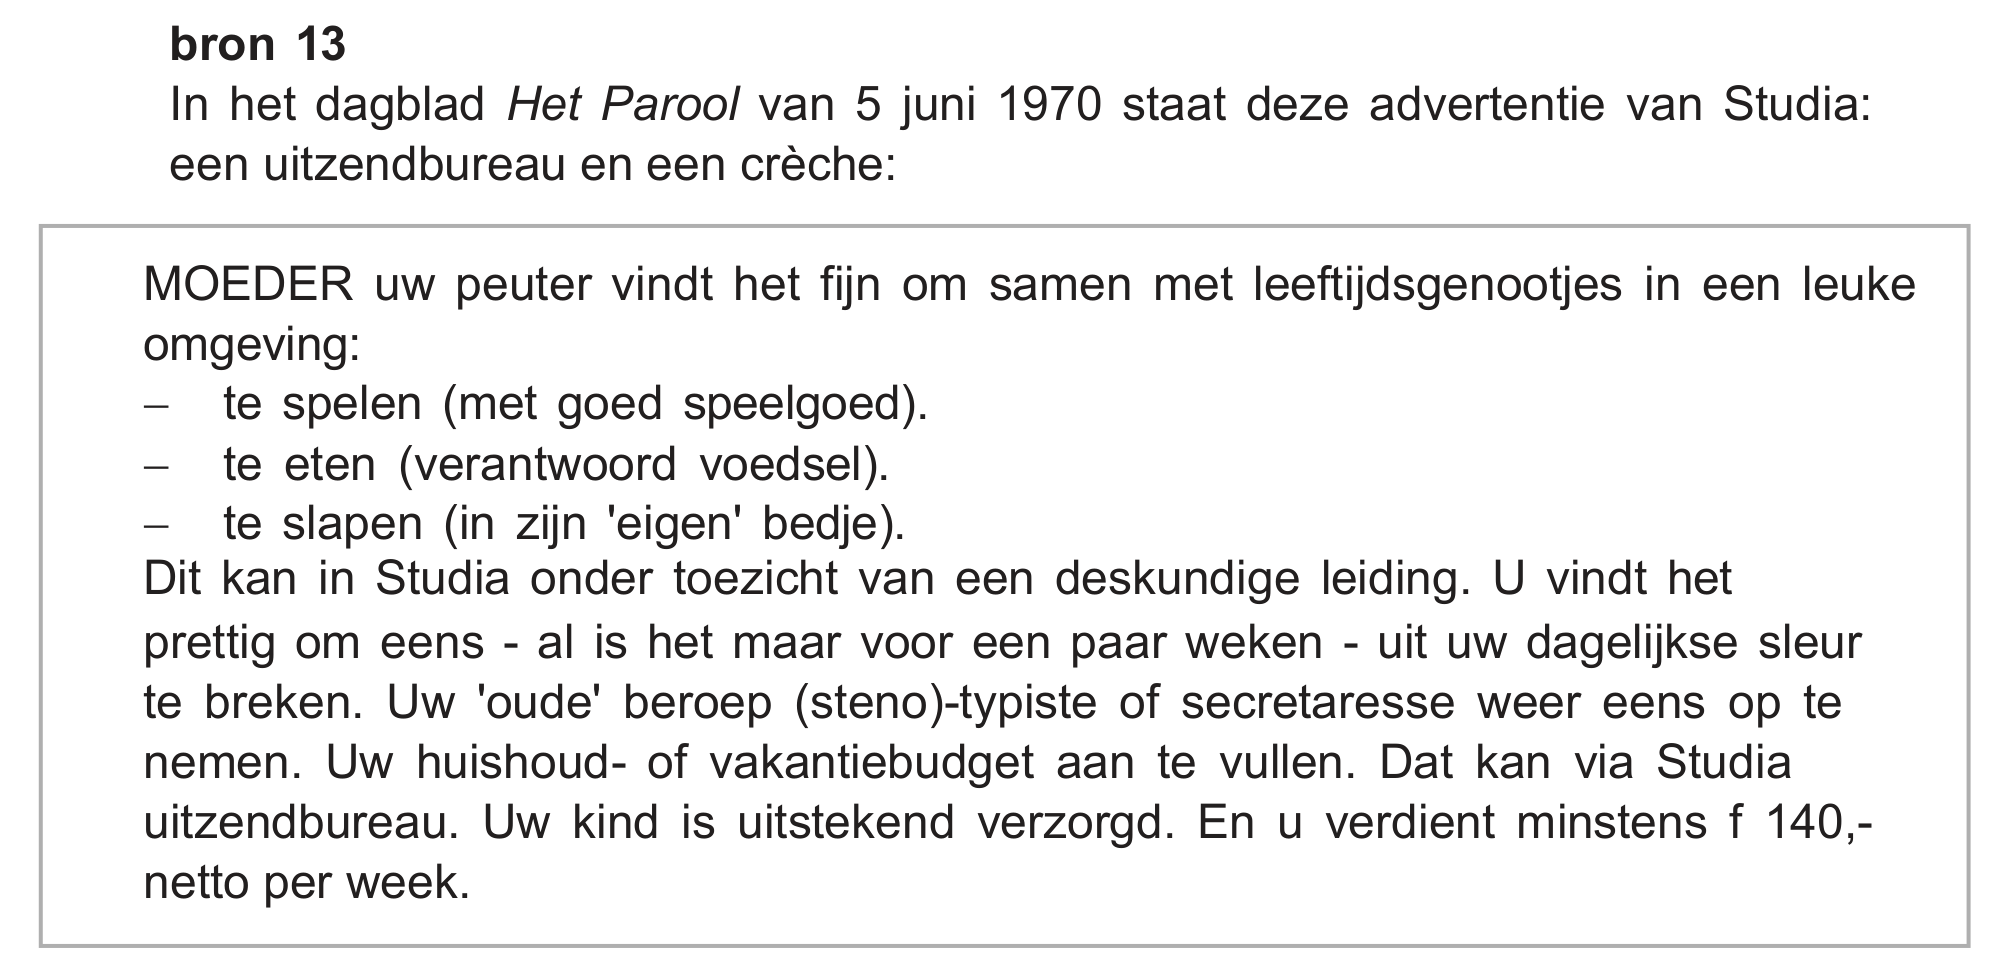 bron 13
In het dagblad Het Parool van 5 juni 1970 staat deze advertentie van Studia:
een uitzendbureau en een crèche:
MOEDER uw peuter vindt het fijn om samen met leeftijdsgenootjes in een leuke
omgeving:
– te spelen (met goed speelgoed).
– te eten (verantwoord voedsel).
– te slapen (in zijn 'eigen' bedje).
Dit kan in Studia onder toezicht van een deskundige leiding. U vindt het
prettig om eens - al is het maar voor een paar weken - uit uw dagelijkse sleur
te breken. Uw 'oude' beroep (steno)-typiste of secretaresse weer eens op te
nemen. Uw huishoud- of vakantiebudget aan te vullen. Dat kan via Studia
uitzendbureau. Uw kind is uitstekend verzorgd. En u verdient minstens f 140,-
netto per week.